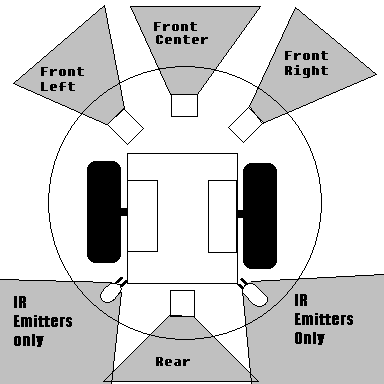 Front
Center
Front
Left
Front
Right
IR
Emitters
only
IR
Emitters
Only
Rear